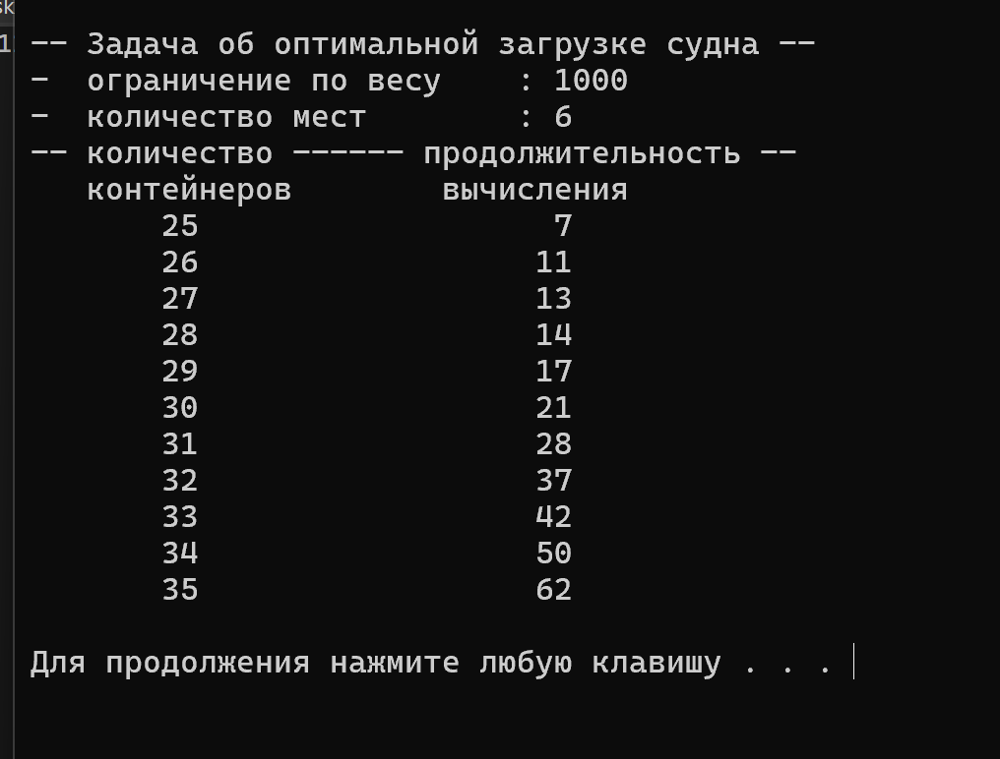 -- Задача об оптимальной загрузке судна --
-  ограничение по весу    : 1000
-  количество мест        : 6
-- количество ------ продолжительность --
   контейнеров        вычисления
       25                   7
       26                  11
       27                  13
       28                  14
       29                  17
       30                  21
       31                  28
       32                  37
       33                  42
       34                  50
       35                  62
Для продолжения нажмите любую клавишу . . .